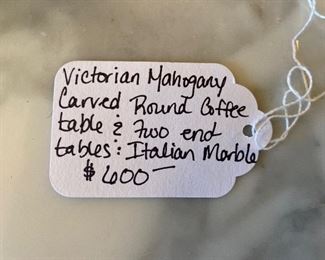 Victorian Mahogany
Carved Round Coffee
table & Two end
tables: Italian Marble
$600—